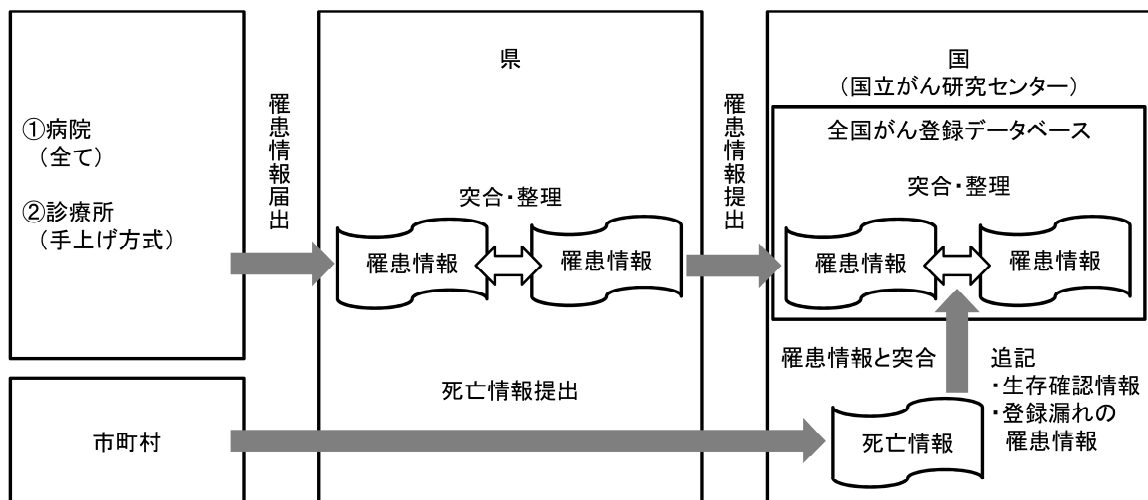 ①病院
（全て）
②診療所
（手上げ方式）
市町村
罹患情報届出
県
突合・整理
罹患情報
罹患情報
死亡情報提出
罹患情報提出
国
（国立がん研究センター）
全国がん登録データベース
突合・整理
罹患情報
罹患情報
罹患情報と突合
追記
・生存確認情報
・登録漏れの
罹患情報
死亡情報